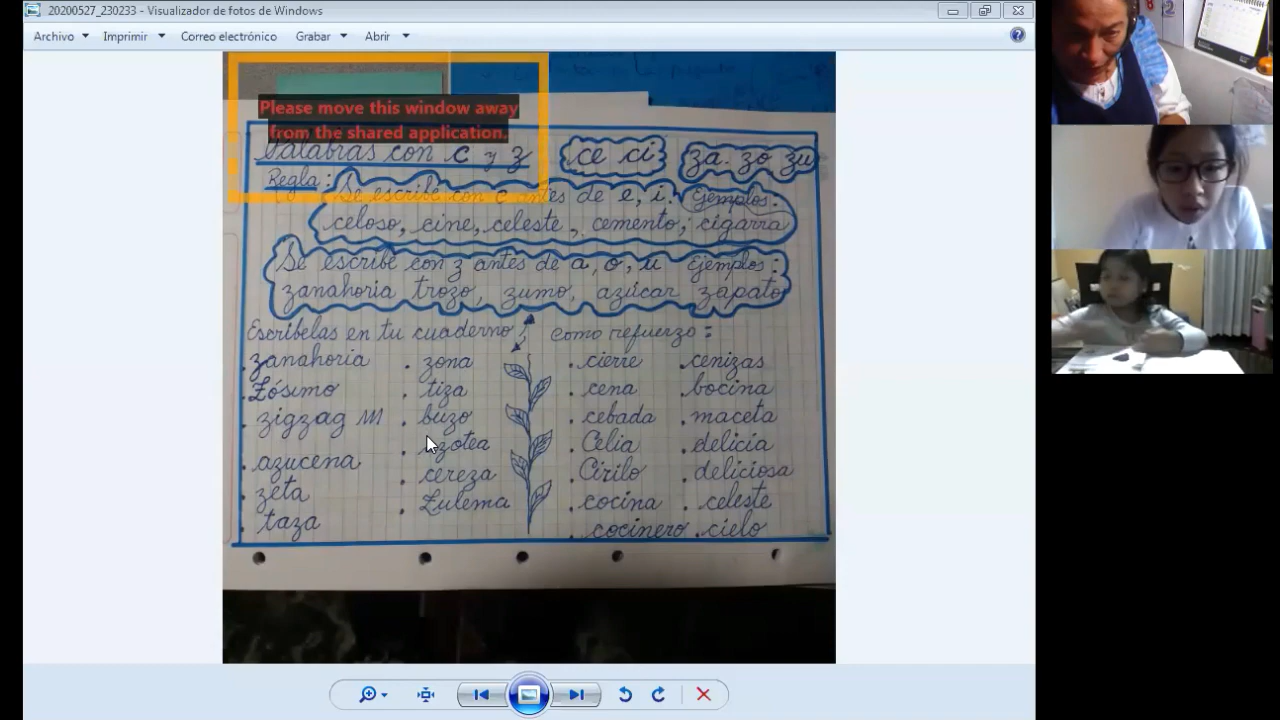 20200527_230233 - Visualizador de fotos de Windows
Archivo Imprimir Correo electrónico Grabar Abrir
Please move this window away
from the shared application.
Palabras con c y z ce ci za. zo zu
Regla: Se escribe con c antes de e, i. Ejemplos:
celoso, cine, celeste, cemento, cigarra
Se escribe con z antes de a, o, u Ejemplos:
zanahoria trozo, zumo, azúcar zapato
Escríbelas en tu cuaderno, como refuerzo:
.zanahoria . zona . cierre .cenizas
.Zósimo . tiza . cena .bocina
zigzag . buzo . cebada . maceta
. azucena . azotea . Celia . delicia
. zeta . cereza . Cirilo . deliciosa
. taza . Zulema . cocina . celeste
. cocinero . cielo